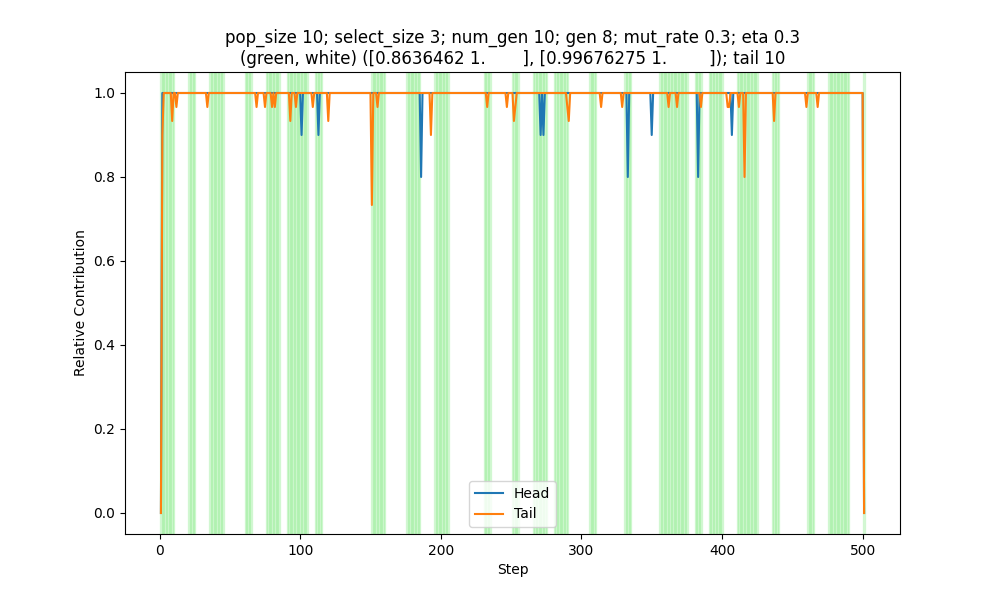 pop_size 10; select_size 3; num_gen 10; gen 8; mut_rate 0.3; eta 0.3
(green, white) ([0.8636462 1.        ], [0.99676275 1.        ]); tail 10
1.0
0.8
0.6
0.4
0.2
0.0
Relative Contribution
Head
Tail
0
100
200
300
400
500
Step